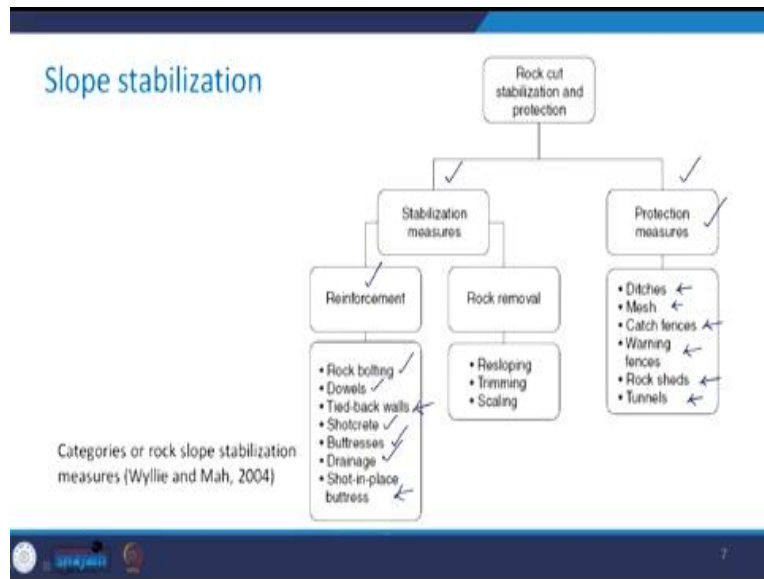 Slope stabilization
Rock cut
stabilization and
protection
Stabilization
measures
Protection
measures
Reinforcement
Rock removal
• Rock bolting
• Dowels
• Tied-back walls
• Shotcrete
• Buttresses
• Drainage
• Shot-in-place
buttress
• Resloping
• Trimming
• Scaling
• Ditches
• Mesh
• Catch fences
• Warning
fences
• Rock sheds
• Tunnels
Categories or rock slope stabilization
measures (Wyllie and Mah, 2004)
7